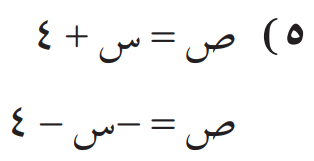 ٥) ص = س + ٤
ص = −س − ٤